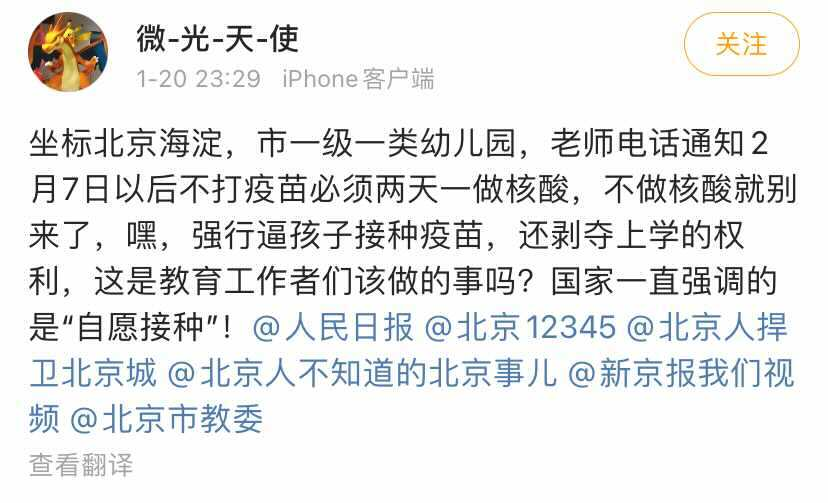 微-光-天-使
关注
1-20 23:29 iPhone客户端
坐标北京海淀，市一级一类幼儿园，老师电话通知2
月7日以后不打疫苗必须两天一做核酸，不做核酸就别
来了，嘿，强行逼孩子接种疫苗，还剥夺上学的权
利，这是教育工作者们该做的事吗？国家一直强调的
是“自愿接种”！@人民日报 @北京12345 @北京人捍
卫北京城 @北京人不知道的北京事儿 @新京报我们视
频 @北京市教委
查看翻译